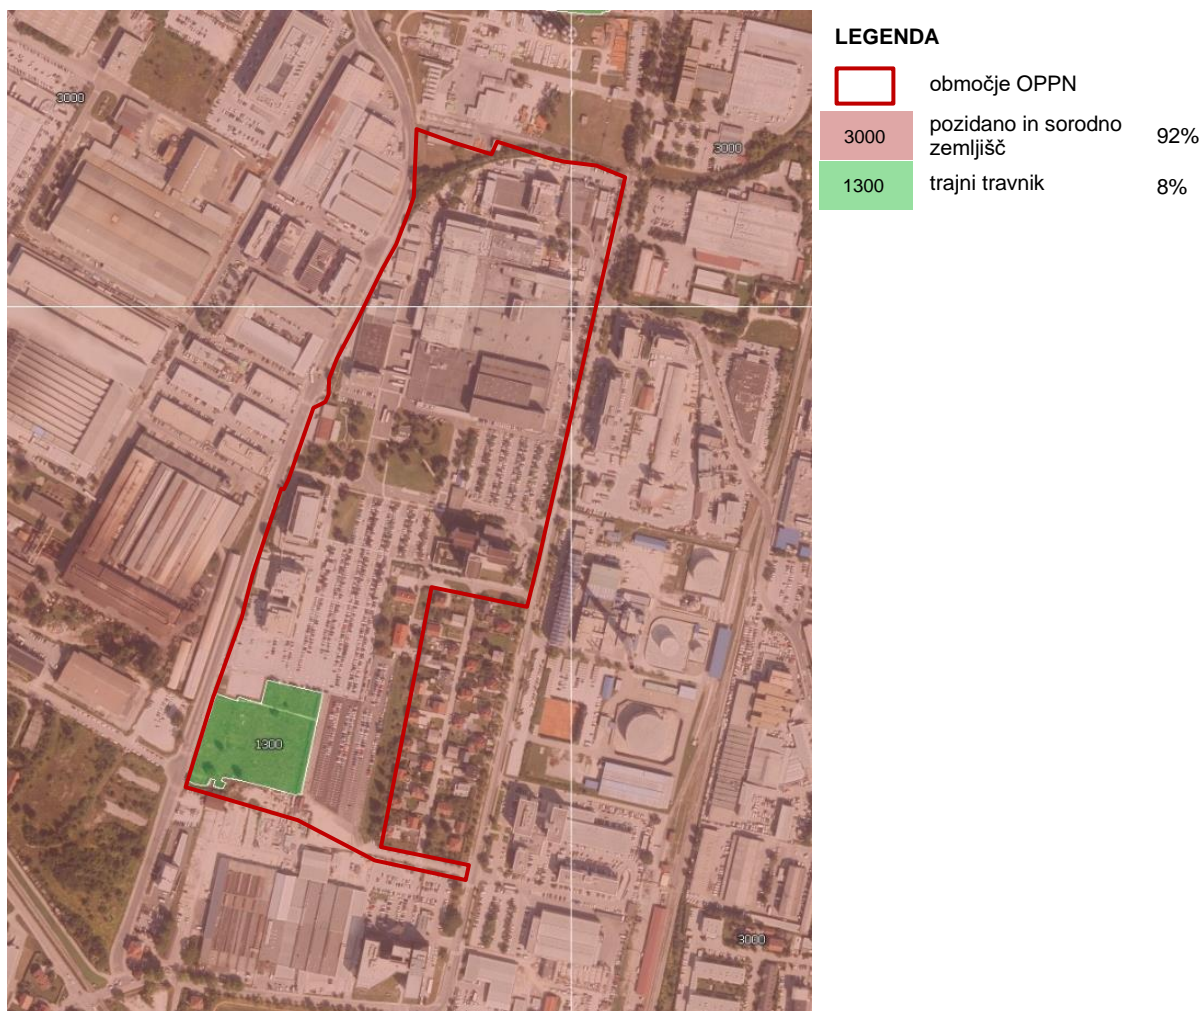 LEGENDA
območje OPPN
3000
pozidano in sorodno
zemljišč
92%
1300
trajni travnik
8%
3000
3000
1300
3000